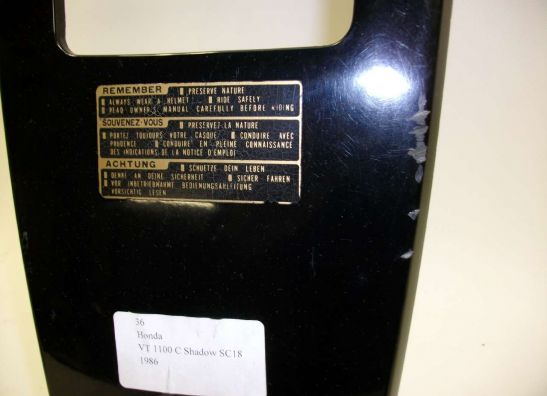 REMEMBER ■ PRESERVE NATURE
■ ALWAYS WEAR A HELMET ■ RIDE SAFELY
■ READ OWNER'S MANUAL CAREFULLY BEFORE RIDING
SOUVENEZ-VOUS ■ PRESERVEZ LA NATURE
■ PORTEZ TOUJOURS VOTRE CASQUE ■ CONDUIRE AVEC
PRUDENCE ■ CONDUIRE EN PLEINE CONNAISSANCE
DES INDICATIONS DE LA NOTICE D'EMPLOI
ACHTUNG ■ SCHUETZE DEIN LEBEN
■ DENKE AN DEINE SICHERHEIT ■ SICHER FAHREN
■ VOR INBETRIEBNAHME BEDIENUNGSANLEITUNG
VORSICHTIG LESEN
36
Honda
VT 1100 C Shadow SC18
1986